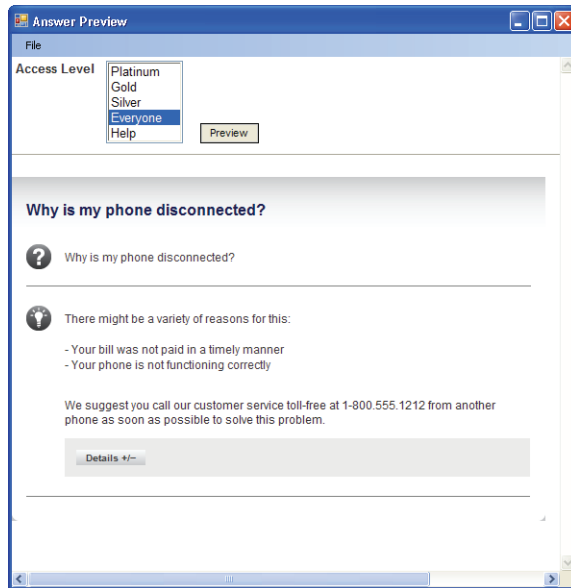 Answer Preview
File
Access Level
Platinum
Gold
Silver
Everyone
Help
Preview
Why is my phone disconnected?
Why is my phone disconnected?
There might be a variety of reasons for this:
- Your bill was not paid in a timely manner
- Your phone is not functioning correctly
We suggest you call our customer service toll-free at 1-800.555.1212 from another
phone as soon as possible to solve this problem.
Details +/–